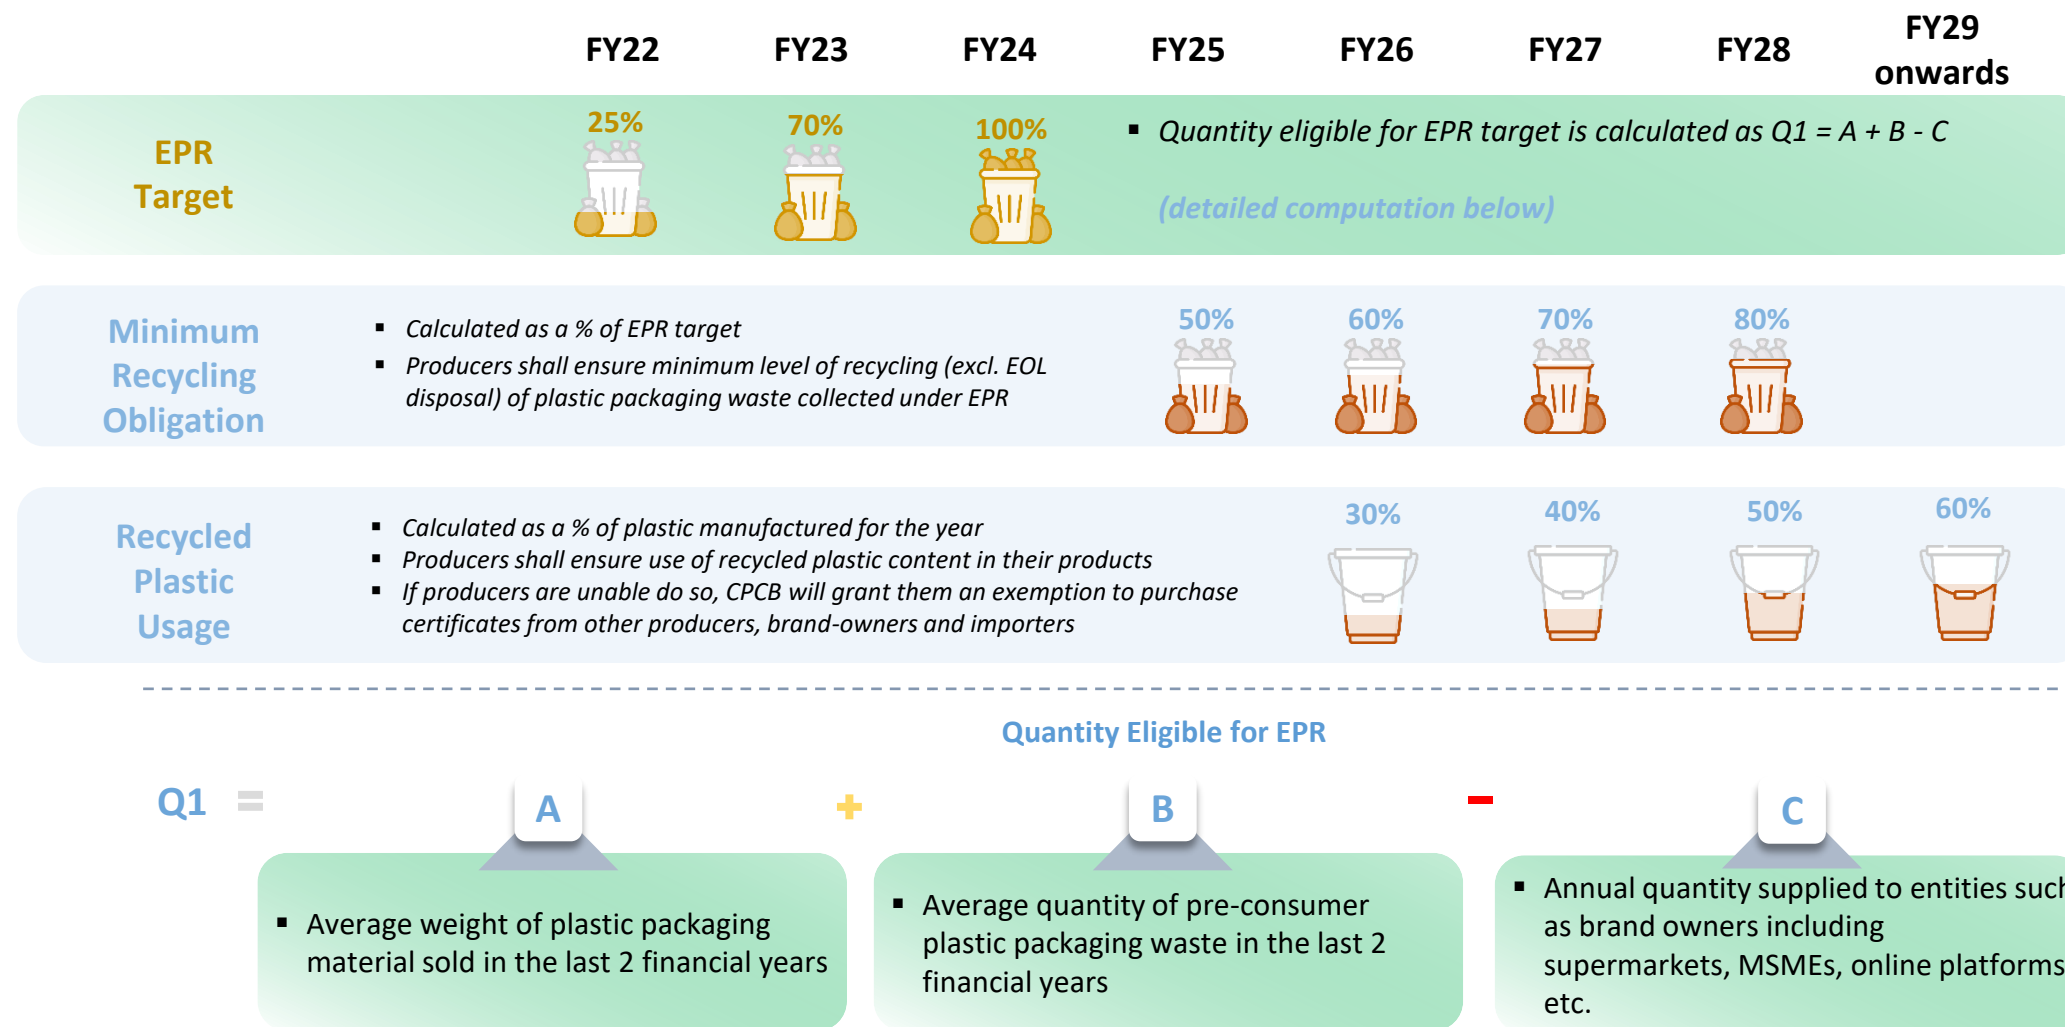 FY22 FY23 FY24 FY25 FY26 FY27 FY28 FY29
onwards
EPR
Target
25% 70% 100%
▪ Quantity eligible for EPR target is calculated as Q1 = A + B - C
(detailed computation below)
Minimum
Recycling
Obligation
▪ Calculated as a % of EPR target
▪ Producers shall ensure minimum level of recycling (excl. EOL
disposal) of plastic packaging waste collected under EPR
50% 60% 70% 80%
Recycled
Plastic
Usage
▪ Calculated as a % of plastic manufactured for the year
▪ Producers shall ensure use of recycled plastic content in their products
▪ If producers are unable do so, CPCB will grant them an exemption to purchase
certificates from other producers, brand-owners and importers
30% 40% 50% 60%
Quantity Eligible for EPR
Q1 = A + B - C
▪ Average weight of plastic packaging
material sold in the last 2 financial years
▪ Average quantity of pre-consumer
plastic packaging waste in the last 2
financial years
▪ Annual quantity supplied to entities such
as brand owners including
supermarkets, MSMEs, online platforms
etc.